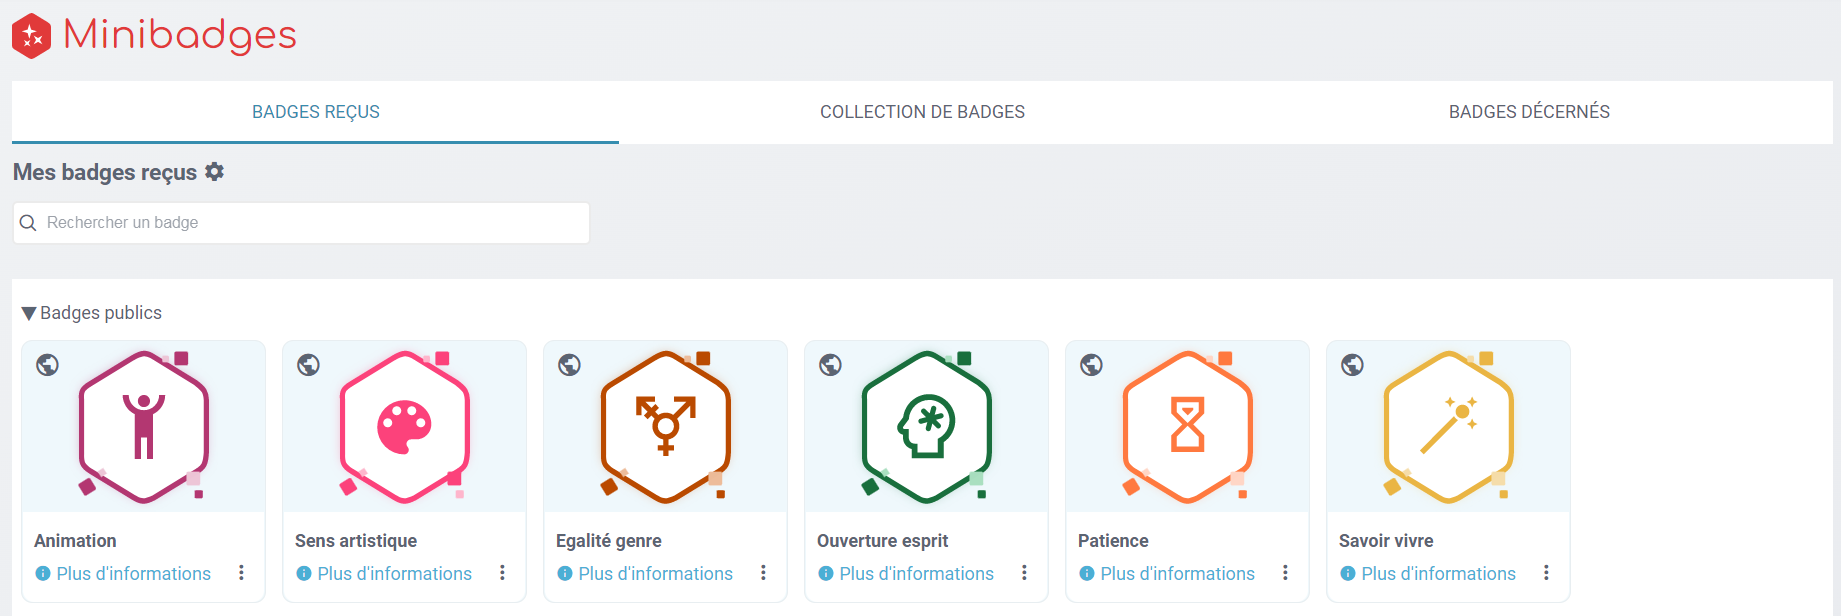 Minibadges
BADGES REÇUS
COLLECTION DE BADGES
BADGES DÉCERNÉS
Mes badges reçus
Rechercher un badge
Badges publics
Animation
Plus d'informations
Sens artistique
Plus d'informations
Egalité genre
Plus d'informations
Ouverture esprit
Plus d'informations
Patience
Plus d'informations
Savoir vivre
Plus d'informations